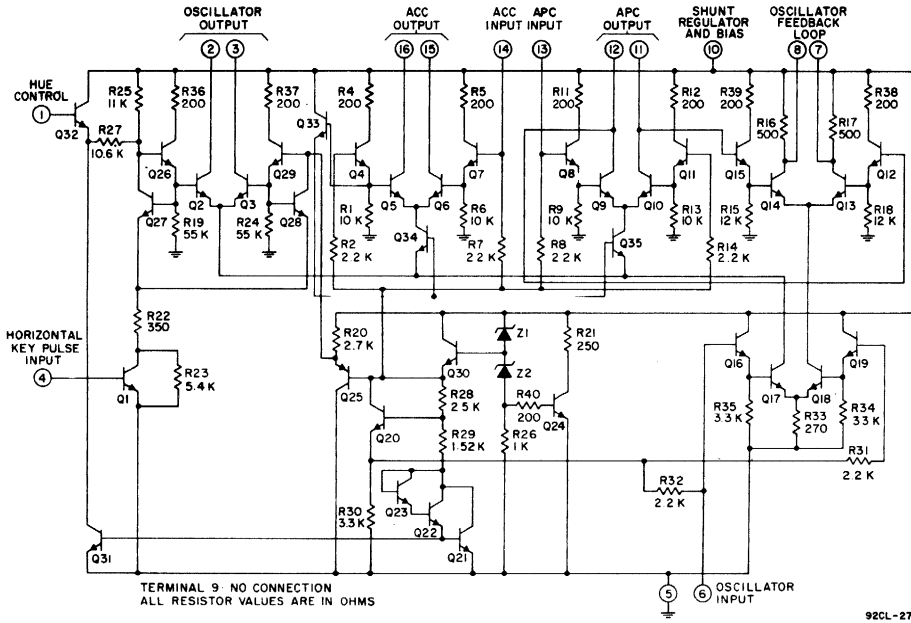 OSCILLATOR OUTPUT
ACC OUTPUT
ACC INPUT
APC INPUT
APC OUTPUT
SHUNT REGULATOR AND BIAS
OSCILLATOR FEEDBACK LOOP
2 3 16 15 14 13 12 11 10 8 7
HUE CONTROL
1
R25 11 K
R36 200
R37 200
R4 200
R5 200
R11 200
R12 200
R39 200
R16 500
R17 500
R38 200
Q32
R27 10.6 K
Q33
Q26
Q29
Q4
Q7
Q8
Q11
Q15
Q12
Q27
Q2
Q3
Q28
Q5
Q6
Q9
Q10
Q14
Q13
R19 55 K
R24 55 K
R1 10 K
R6 10 K
R9 10 K
R13 10 K
R15 12 K
R18 12 K
R2 2.2 K
Q34
R7 2.2 K
R8 2.2 K
Q35
R14 2.2 K
R22 350
HORIZONTAL KEY PULSE INPUT
4
Q1
R23 5.4 K
R20 2.7 K
Q25
Q30
Z1
Z2
R21 250
R28 2.5 K
R40 200
Q24
Q20
R29 1.52 K
R26 1 K
Q16
Q19
Q17
Q18
R35 3.3 K
R33 270
R34 3.3 K
R31 2.2 K
R32 2.2 K
R30 3.3 K
Q23
Q22
Q21
Q31
TERMINAL 9: NO CONNECTION
ALL RESISTOR VALUES ARE IN OHMS
5
6 OSCILLATOR INPUT
92CL-27